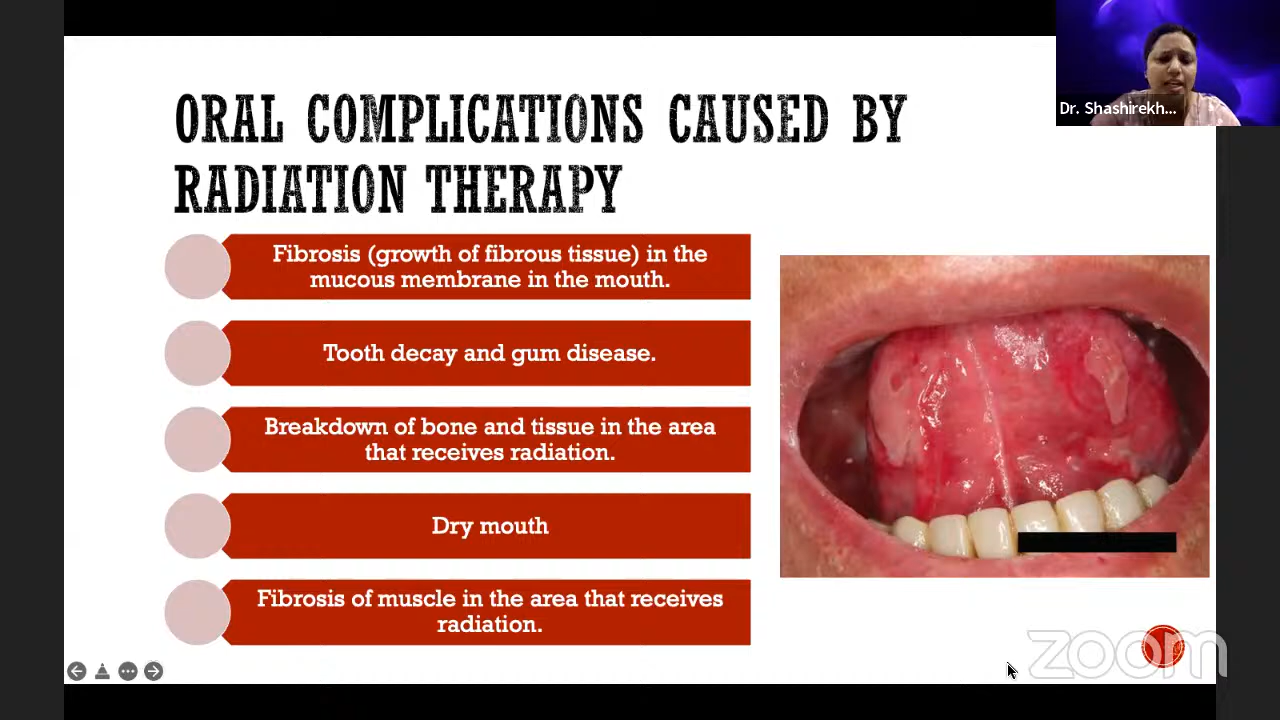 Dr. Shashirekh...
ORAL COMPLICATIONS CAUSED BY
RADIATION THERAPY
Fibrosis (growth of fibrous tissue) in the
mucous membrane in the mouth.
Tooth decay and gum disease.
Breakdown of bone and tissue in the area
that receives radiation.
Dry mouth
Fibrosis of muscle in the area that receives
radiation.
zoom